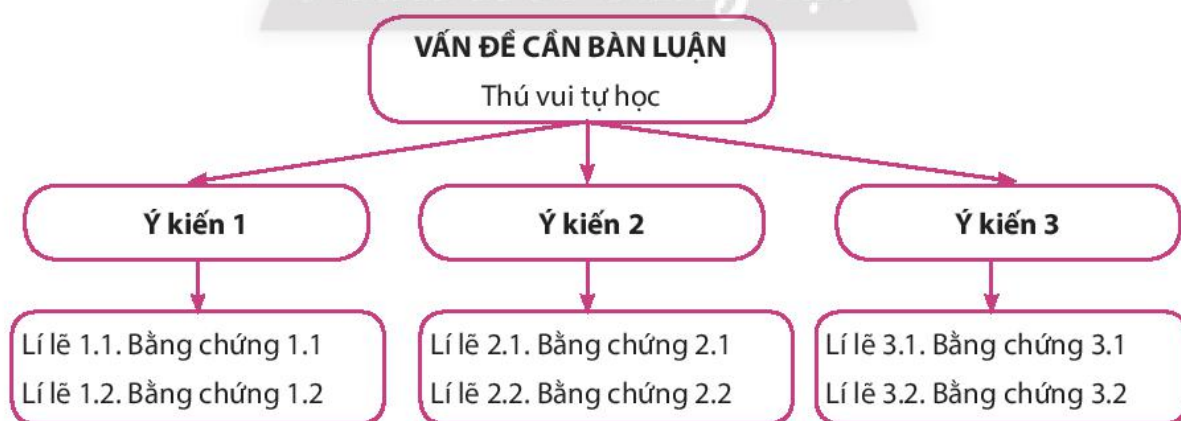 VẤN ĐỀ CẦN BÀN LUẬN
Thú vui tự học
Ý kiến 1
Ý kiến 2
Ý kiến 3
Lí lẽ 1.1. Bằng chứng 1.1
Lí lẽ 1.2. Bằng chứng 1.2
Lí lẽ 2.1. Bằng chứng 2.1
Lí lẽ 2.2. Bằng chứng 2.2
Lí lẽ 3.1. Bằng chứng 3.1
Lí lẽ 3.2. Bằng chứng 3.2